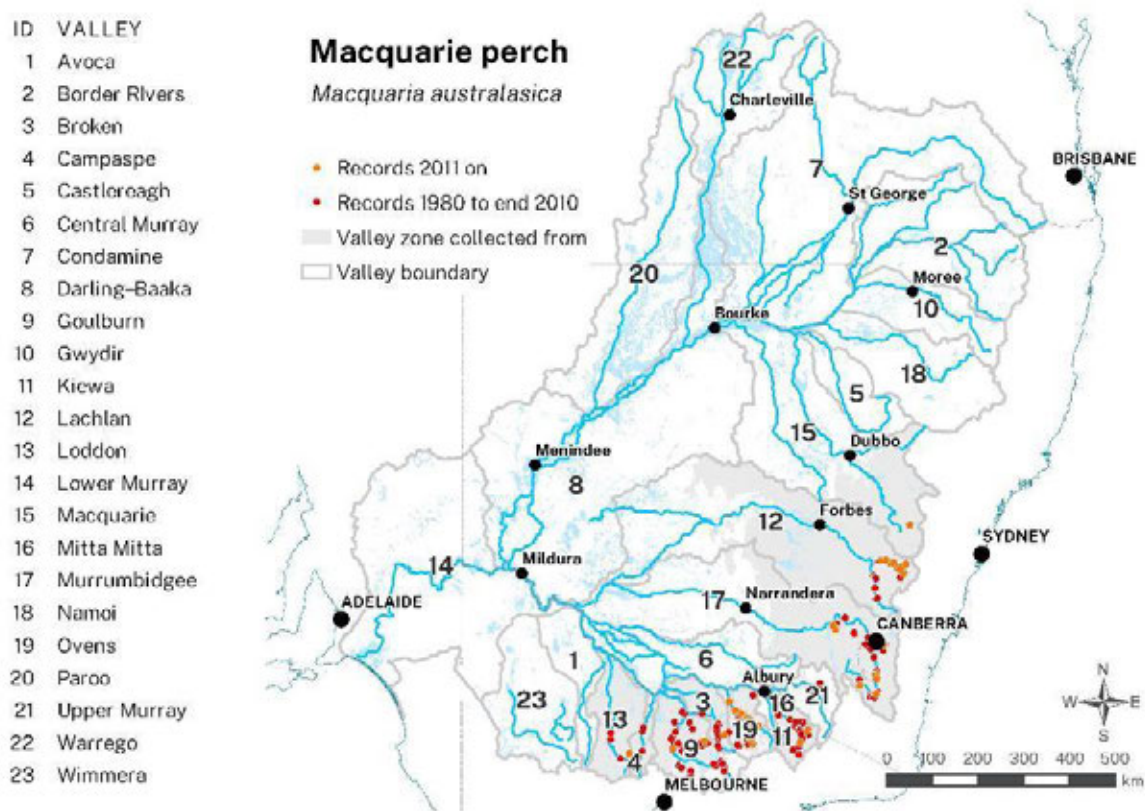 ID VALLEY
1 Avoca
2 Border Rivers
3 Broken
4 Campaspe
5 Castlereagh
6 Central Murray
7 Condamine
8 Darling–Baaka
9 Goulburn
10 Gwydir
11 Kiewa
12 Lachlan
13 Loddon
14 Lower Murray
15 Macquarie
16 Mitta Mitta
17 Murrumbidgee
18 Namoi
19 Ovens
20 Paroo
21 Upper Murray
22 Warrego
23 Wimmera
Macquarie perch
Macquaria australasica
Records 2011 on
Records 1980 to end 2010
Valley zone collected from
Valley boundary
22
Charleville
BRISBANE
7
St George
2
20
Moree
10
Bourke
18
5
15
Dubbo
Menindee
8
12
Forbes
SYDNEY
Mildura
14
ADELAIDE
17
Narrandera
CANBERRA
1
6
Albury
21
23
3
16
13
19
11
9
4
MELBOURNE
N
W E
S
0 100 200 300 400 500
km